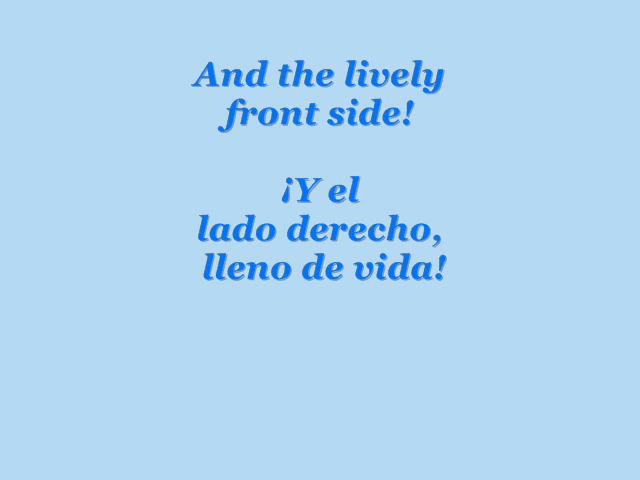 And the lively
front side!
¡Y el
lado derecho,
lleno de vida!